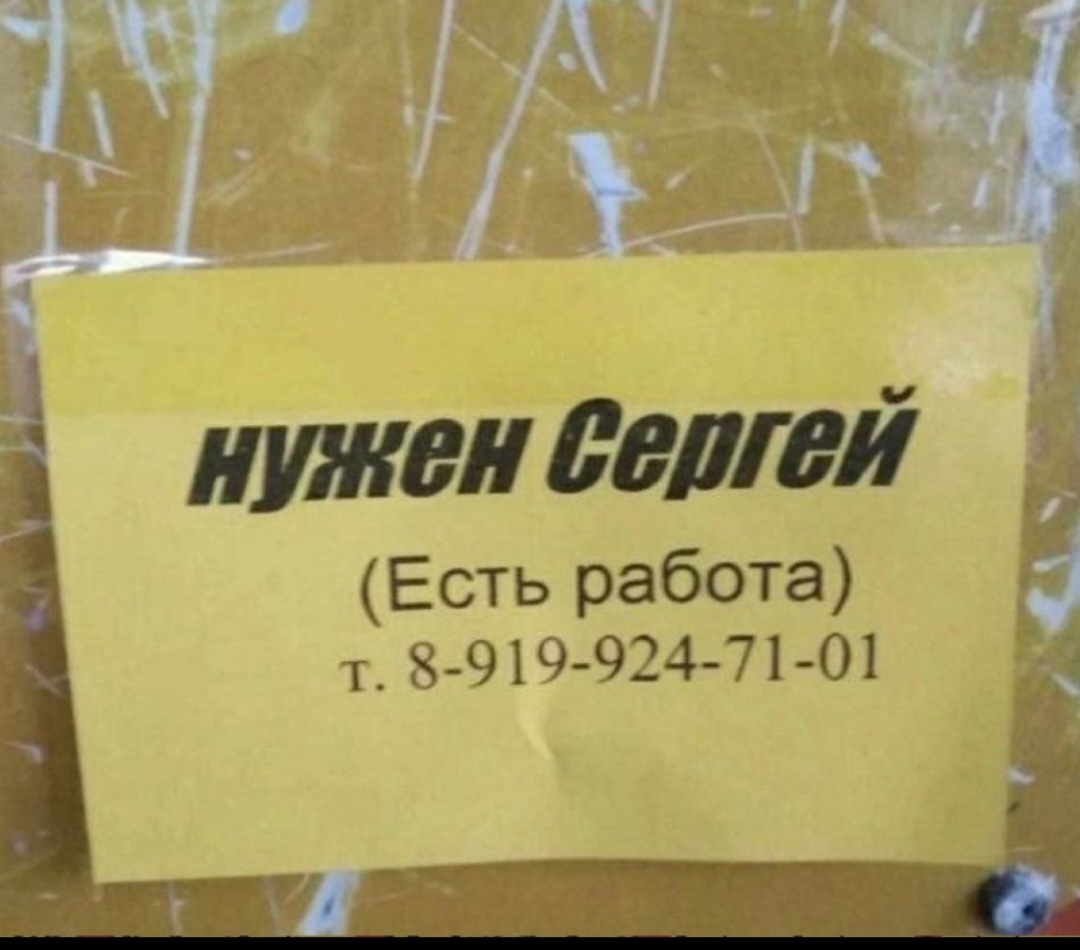 нужен Сергей
(Есть работа)
т. 8-919-924-71-01